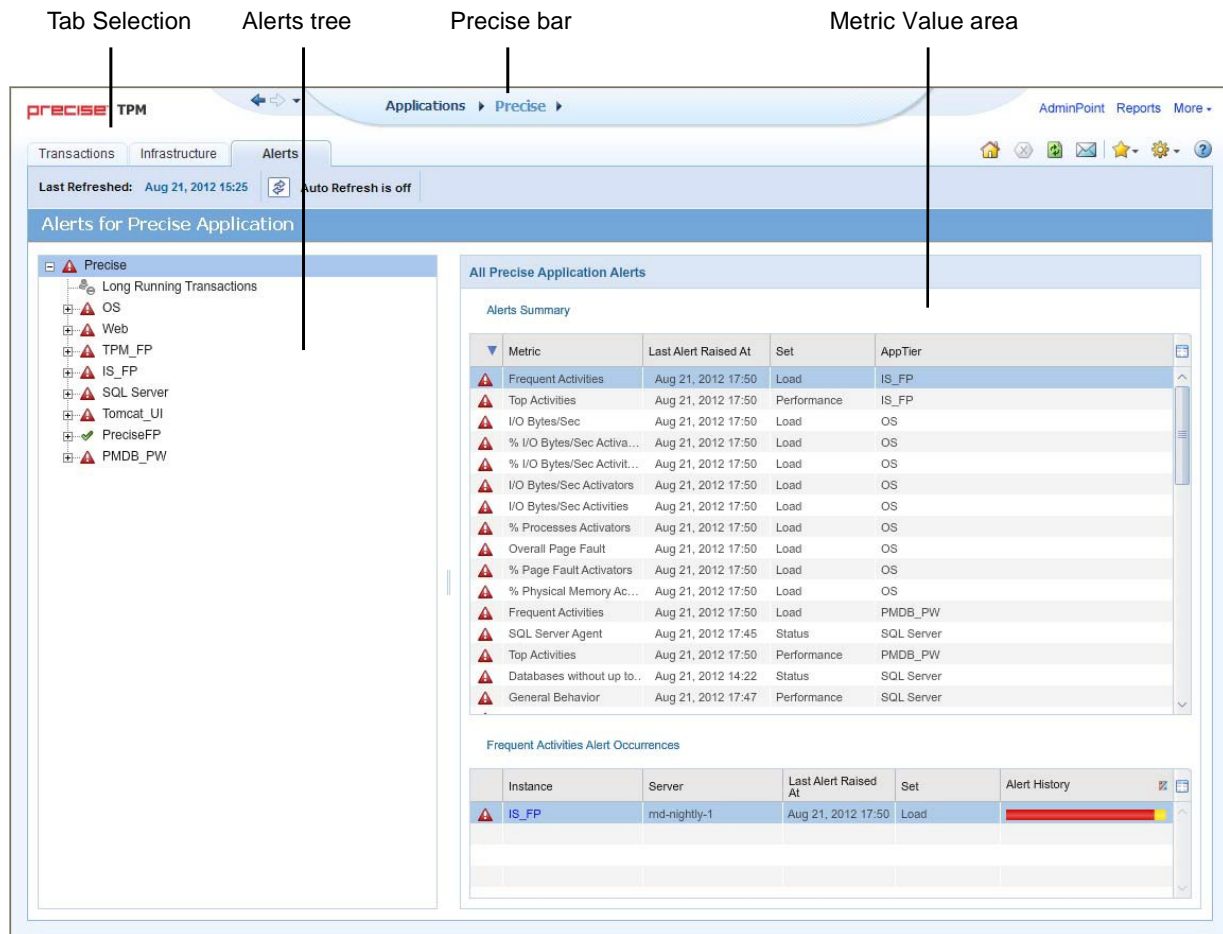 Tab Selection Alerts tree Precise bar Metric Value area
precise TPM
Applications Precise
AdminPoint Reports More
Transactions Infrastructure Alerts
Last Refreshed: Aug 21, 2012 15:25 Auto Refresh is off
Alerts for Precise Application
Precise
Long Running Transactions
OS
Web
TPM_FP
IS_FP
SQL Server
Tomcat_UI
PreciseFP
PMDB_PW
All Precise Application Alerts
Alerts Summary
Metric Last Alert Raised At Set AppTier
Frequent Activities Aug 21, 2012 17:50 Load IS_FP
Top Activities Aug 21, 2012 17:50 Performance IS_FP
I/O Bytes/Sec Aug 21, 2012 17:50 Load OS
% I/O Bytes/Sec Activa... Aug 21, 2012 17:50 Load OS
% I/O Bytes/Sec Activit... Aug 21, 2012 17:50 Load OS
I/O Bytes/Sec Activators Aug 21, 2012 17:50 Load OS
I/O Bytes/Sec Activities Aug 21, 2012 17:50 Load OS
% Processes Activators Aug 21, 2012 17:50 Load OS
Overall Page Fault Aug 21, 2012 17:50 Load OS
% Page Fault Activators Aug 21, 2012 17:50 Load OS
% Physical Memory Ac... Aug 21, 2012 17:50 Load OS
Frequent Activities Aug 21, 2012 17:50 Load PMDB_PW
SQL Server Agent Aug 21, 2012 17:45 Status SQL Server
Top Activities Aug 21, 2012 17:50 Performance PMDB_PW
Databases without up to.. Aug 21, 2012 14:22 Status SQL Server
General Behavior Aug 21, 2012 17:47 Performance SQL Server
Frequent Activities Alert Occurrences
Instance Server Last Alert Raised At Set Alert History
IS_FP md-nightly-1 Aug 21, 2012 17:50 Load